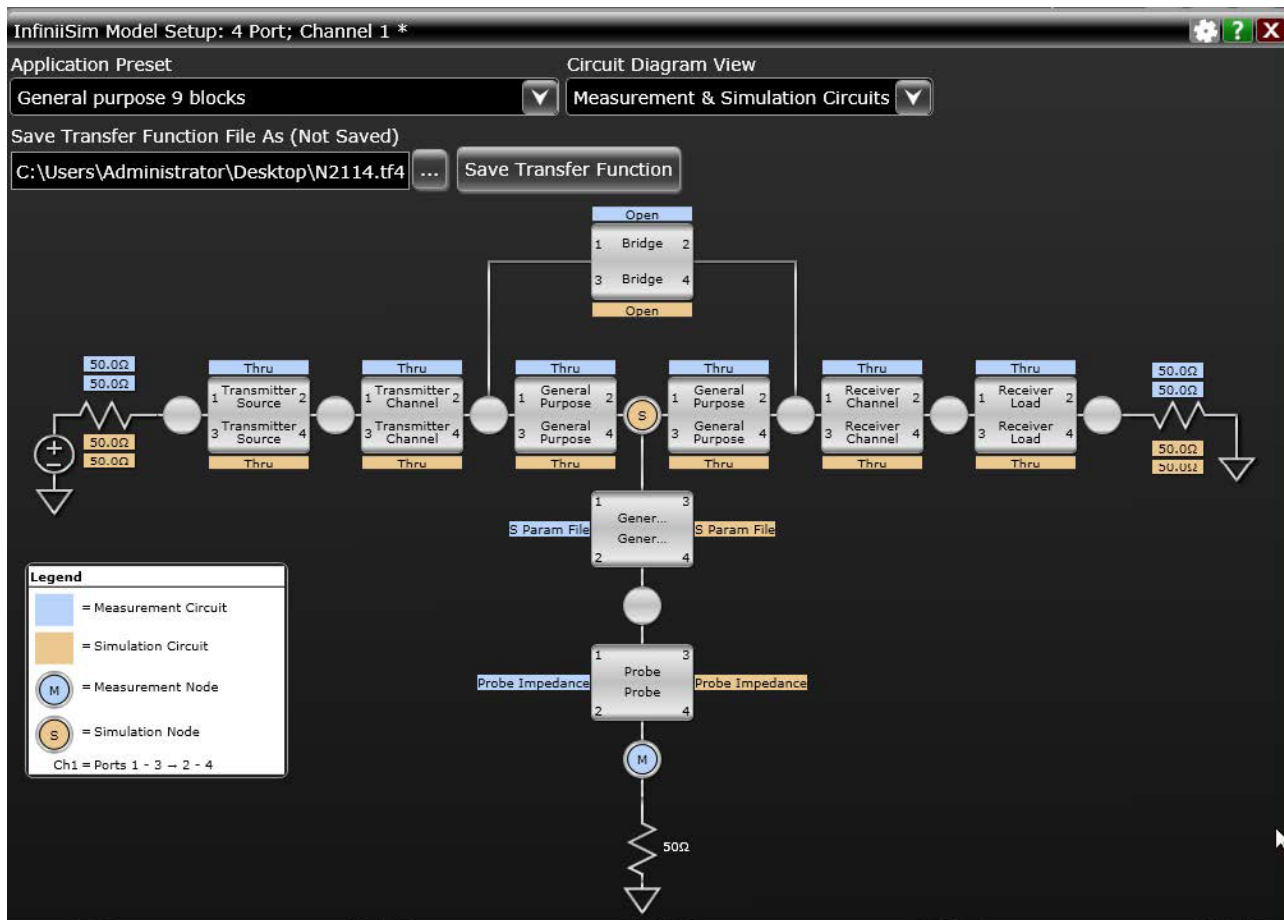 InfiniiSim Model Setup: 4 Port; Channel 1 *
?
X
Application Preset
Circuit Diagram View
General purpose 9 blocks
Measurement & Simulation Circuits
Save Transfer Function File As (Not Saved)
C:\Users\Administrator\Desktop\N2114.tf4
...
Save Transfer Function
Open
1 Bridge 2
3 Bridge 4
Open
50.0Ω
50.0Ω
50.0Ω
50.0Ω
Thru
1 Transmitter 2
Source
3 Transmitter 4
Source
Thru
Thru
1 Transmitter 2
Channel
3 Transmitter 4
Channel
Thru
Thru
1 General 2
Purpose
3 General 4
Purpose
Thru
S
Thru
1 General 2
Purpose
3 General 4
Purpose
Thru
Thru
1 Receiver 2
Channel
3 Receiver 4
Channel
Thru
Thru
1 Receiver 2
Load
3 Receiver 4
Load
Thru
50.0Ω
50.0Ω
50.0Ω
50.0Ω
1 3
Gener...
S Param File
S Param File
Gener...
2 4
1 3
Probe
Probe Impedance
Probe Impedance
Probe
2 4
M
50Ω
Legend
= Measurement Circuit
= Simulation Circuit
M = Measurement Node
S = Simulation Node
Ch1 = Ports 1 - 3 → 2 - 4